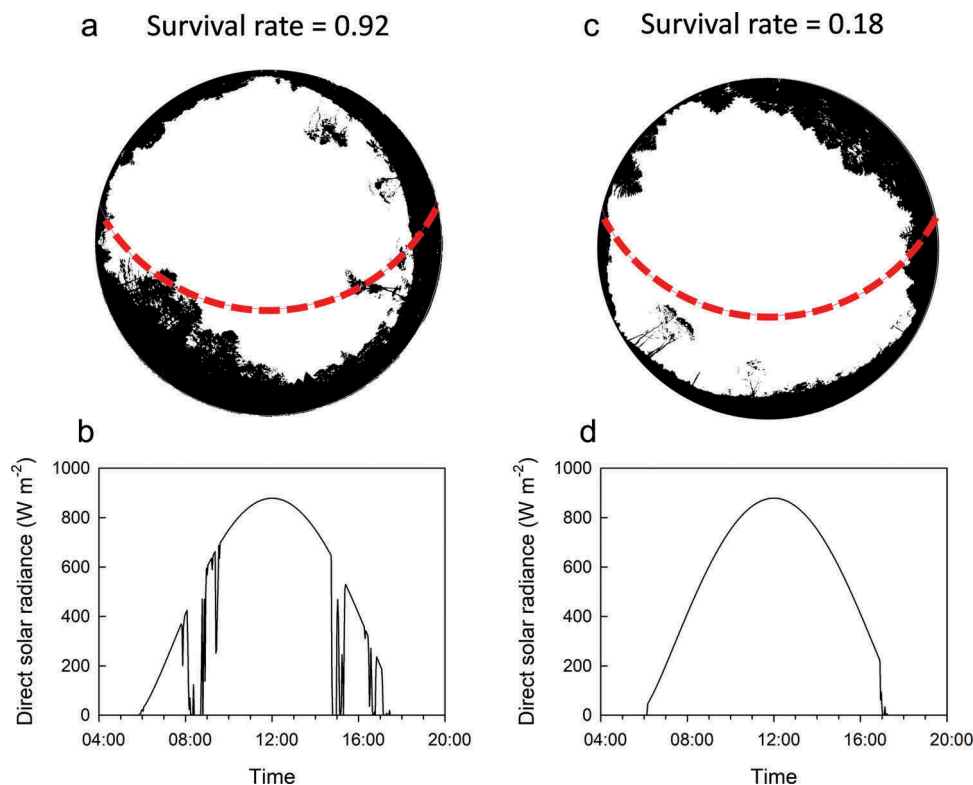 a Survival rate = 0.92
c Survival rate = 0.18
b
1000
800
600
400
200
0
Direct solar radiance (W m⁻²)
04:00 08:00 12:00 16:00 20:00
Time
d
1000
800
600
400
200
0
Direct solar radiance (W m⁻²)
04:00 08:00 12:00 16:00 20:00
Time